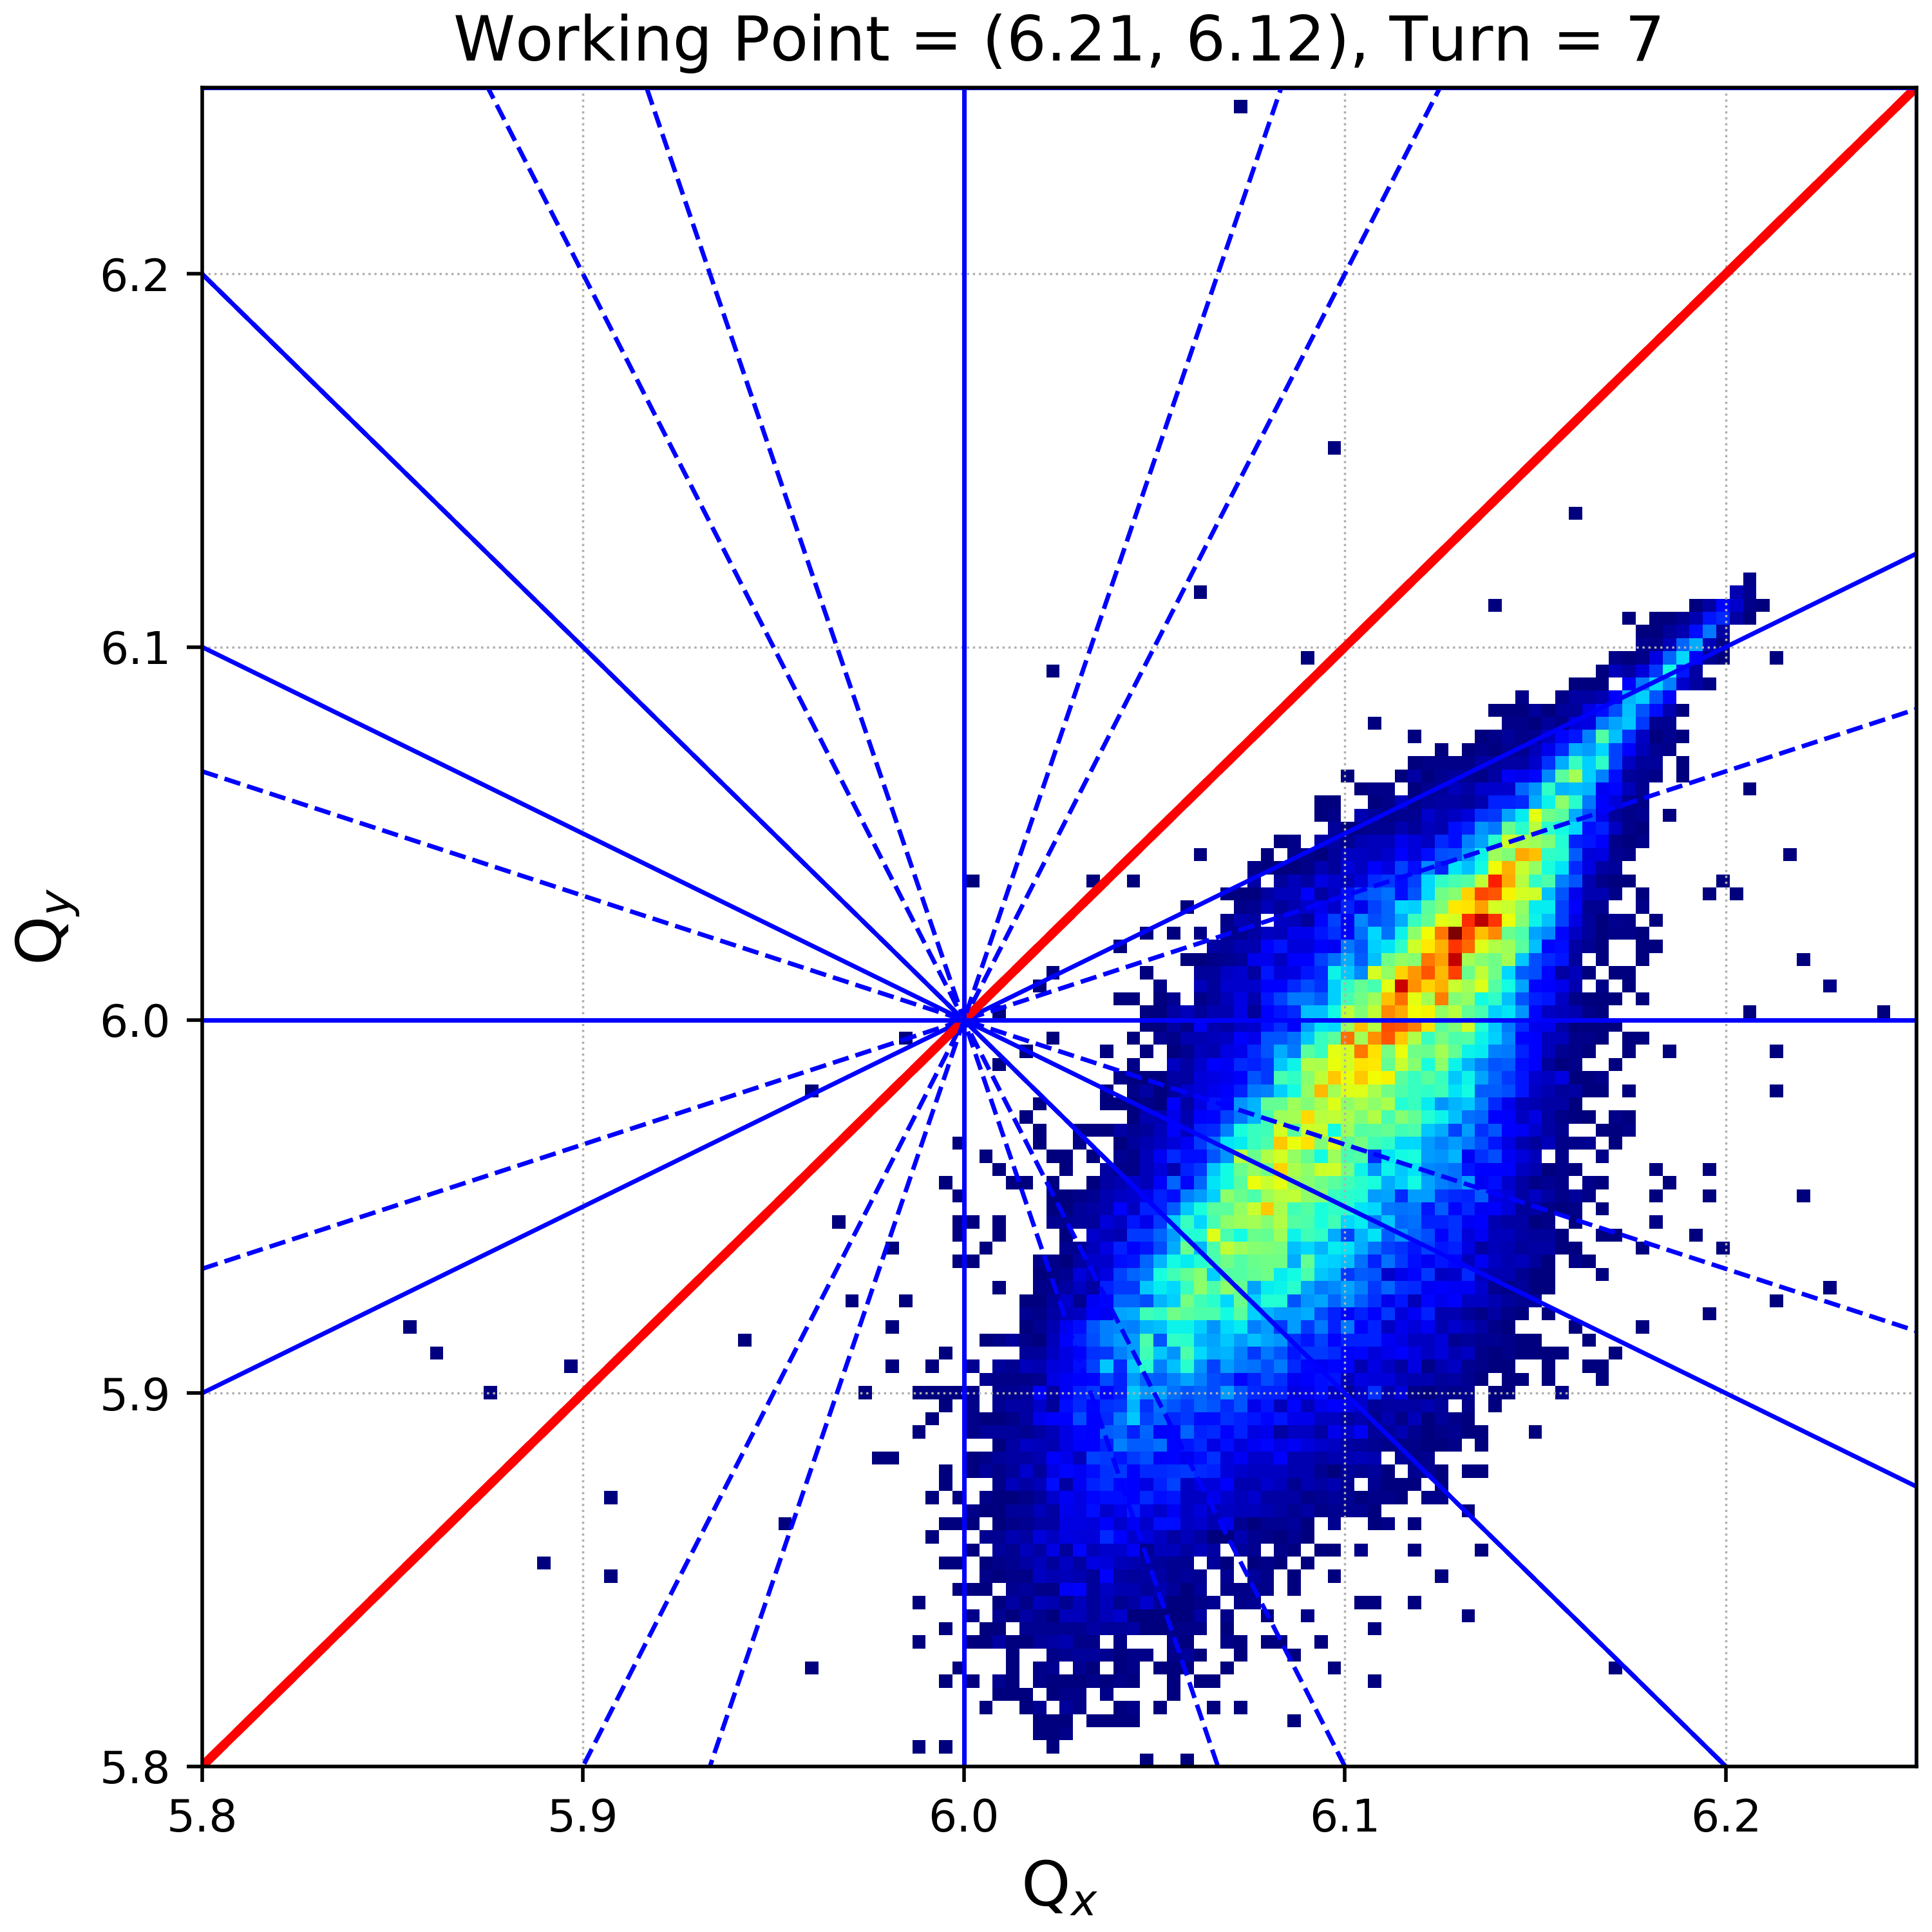 Working Point = (6.21, 6.12), Turn = 7
6.2
6.1
6.0
5.9
5.8
Qy
5.8 5.9 6.0 6.1 6.2
Qx